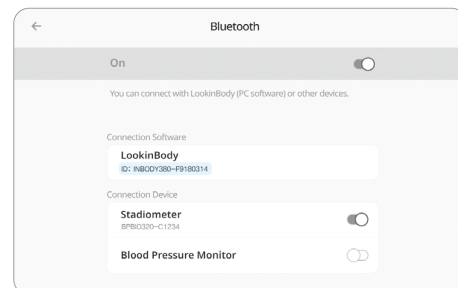 Bluetooth
On
You can connect with LookinBody (PC software) or other devices.
Connection Software
LookinBody
ID: INBODY380-F9180314
Connection Device
Stadiometer
BPBIO320-C1234
Blood Pressure Monitor